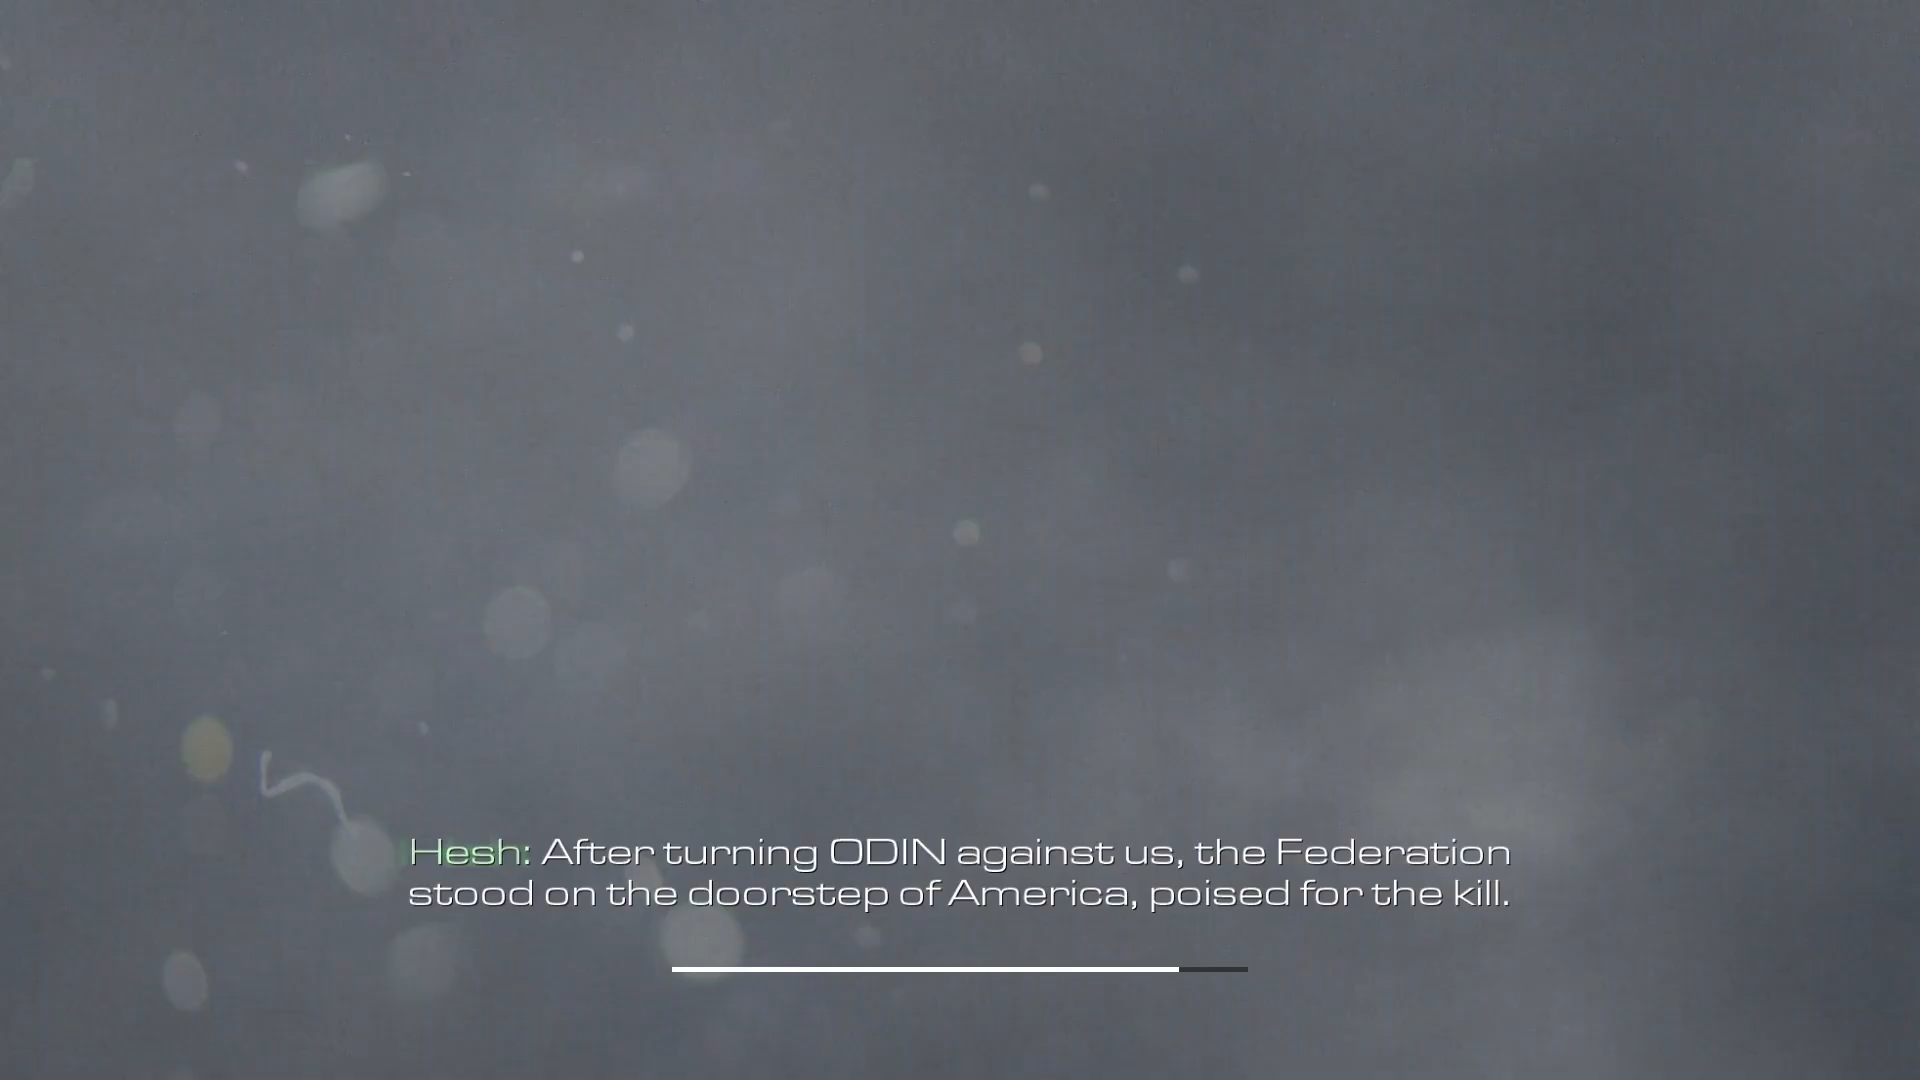 Hesh: After turning ODIN against us, the Federation
stood on the doorstep of America, poised for the kill.